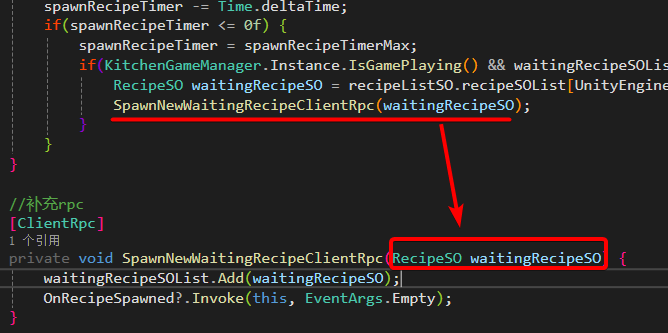 spawnRecipeTimer -= Time.deltaTime;
if(spawnRecipeTimer <= 0f) {
spawnRecipeTimer = spawnRecipeTimerMax;
if(KitchenGameManager.Instance.IsGamePlaying() && waitingRecipeSOLis
RecipeSO waitingRecipeSO = recipeListSO.recipeSOList[UnityEngine
SpawnNewWaitingRecipeClientRpc(waitingRecipeSO);
}
}
}
//补充rpc
[ClientRpc]
1 个引用
private void SpawnNewWaitingRecipeClientRpc(RecipeSO waitingRecipeSO {
waitingRecipeSOList.Add(waitingRecipeSO);
OnRecipeSpawned?.Invoke(this, EventArgs.Empty);
}